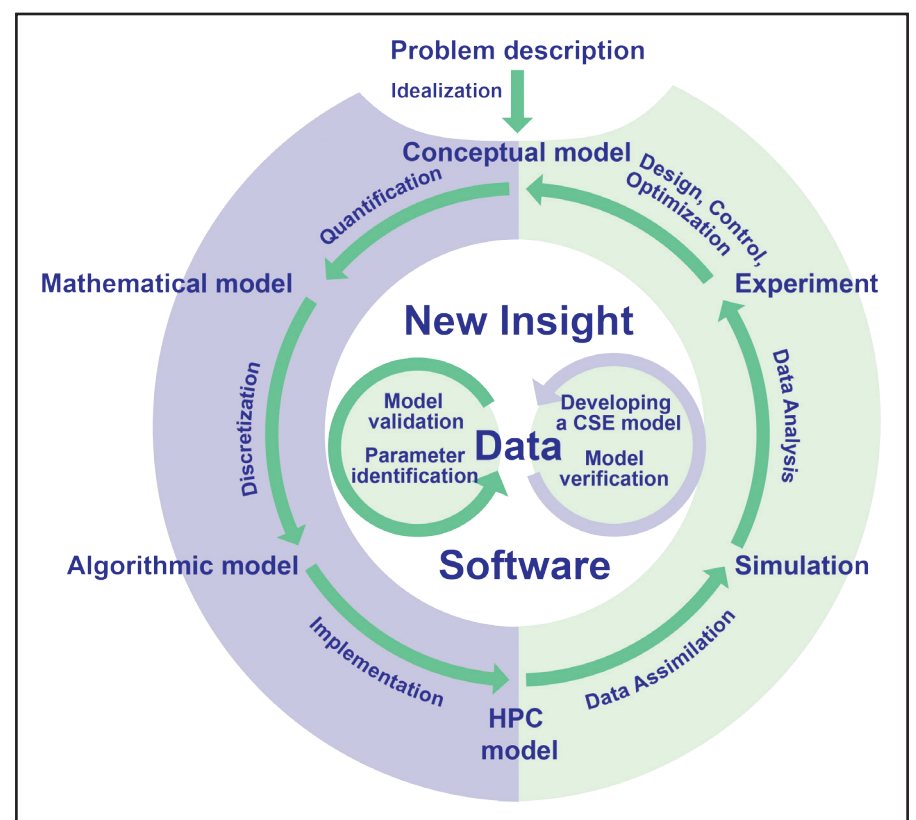 Problem description
Idealization
Conceptual model
Quantification
Mathematical model
Discretization
Algorithmic model
Implementation
HPC
model
Data Assimilation
Simulation
Data Analysis
Experiment
Design, Control,
Optimization
New Insight
Model
validation
Parameter
identification
Data
Developing
a CSE model
Model
verification
Software